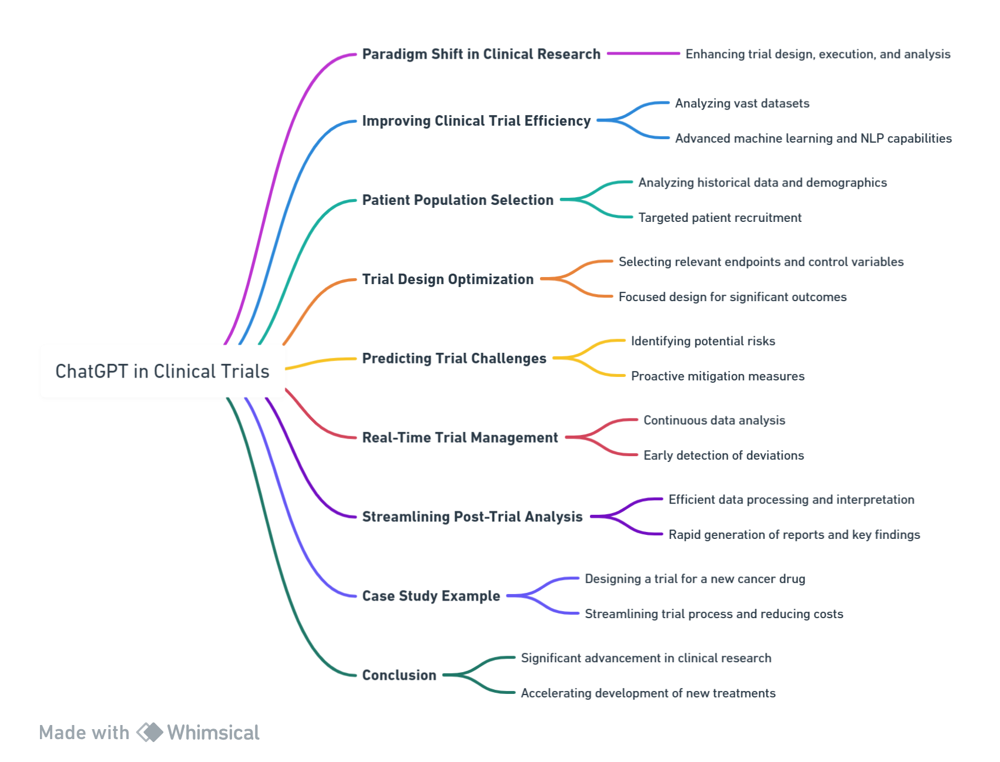 Paradigm Shift in Clinical Research
Enhancing trial design, execution, and analysis
Improving Clinical Trial Efficiency
Analyzing vast datasets
Advanced machine learning and NLP capabilities
Patient Population Selection
Analyzing historical data and demographics
Targeted patient recruitment
Trial Design Optimization
Selecting relevant endpoints and control variables
Focused design for significant outcomes
ChatGPT in Clinical Trials
Predicting Trial Challenges
Identifying potential risks
Proactive mitigation measures
Real-Time Trial Management
Continuous data analysis
Early detection of deviations
Streamlining Post-Trial Analysis
Efficient data processing and interpretation
Rapid generation of reports and key findings
Case Study Example
Designing a trial for a new cancer drug
Streamlining trial process and reducing costs
Conclusion
Significant advancement in clinical research
Accelerating development of new treatments
Made with Whimsical